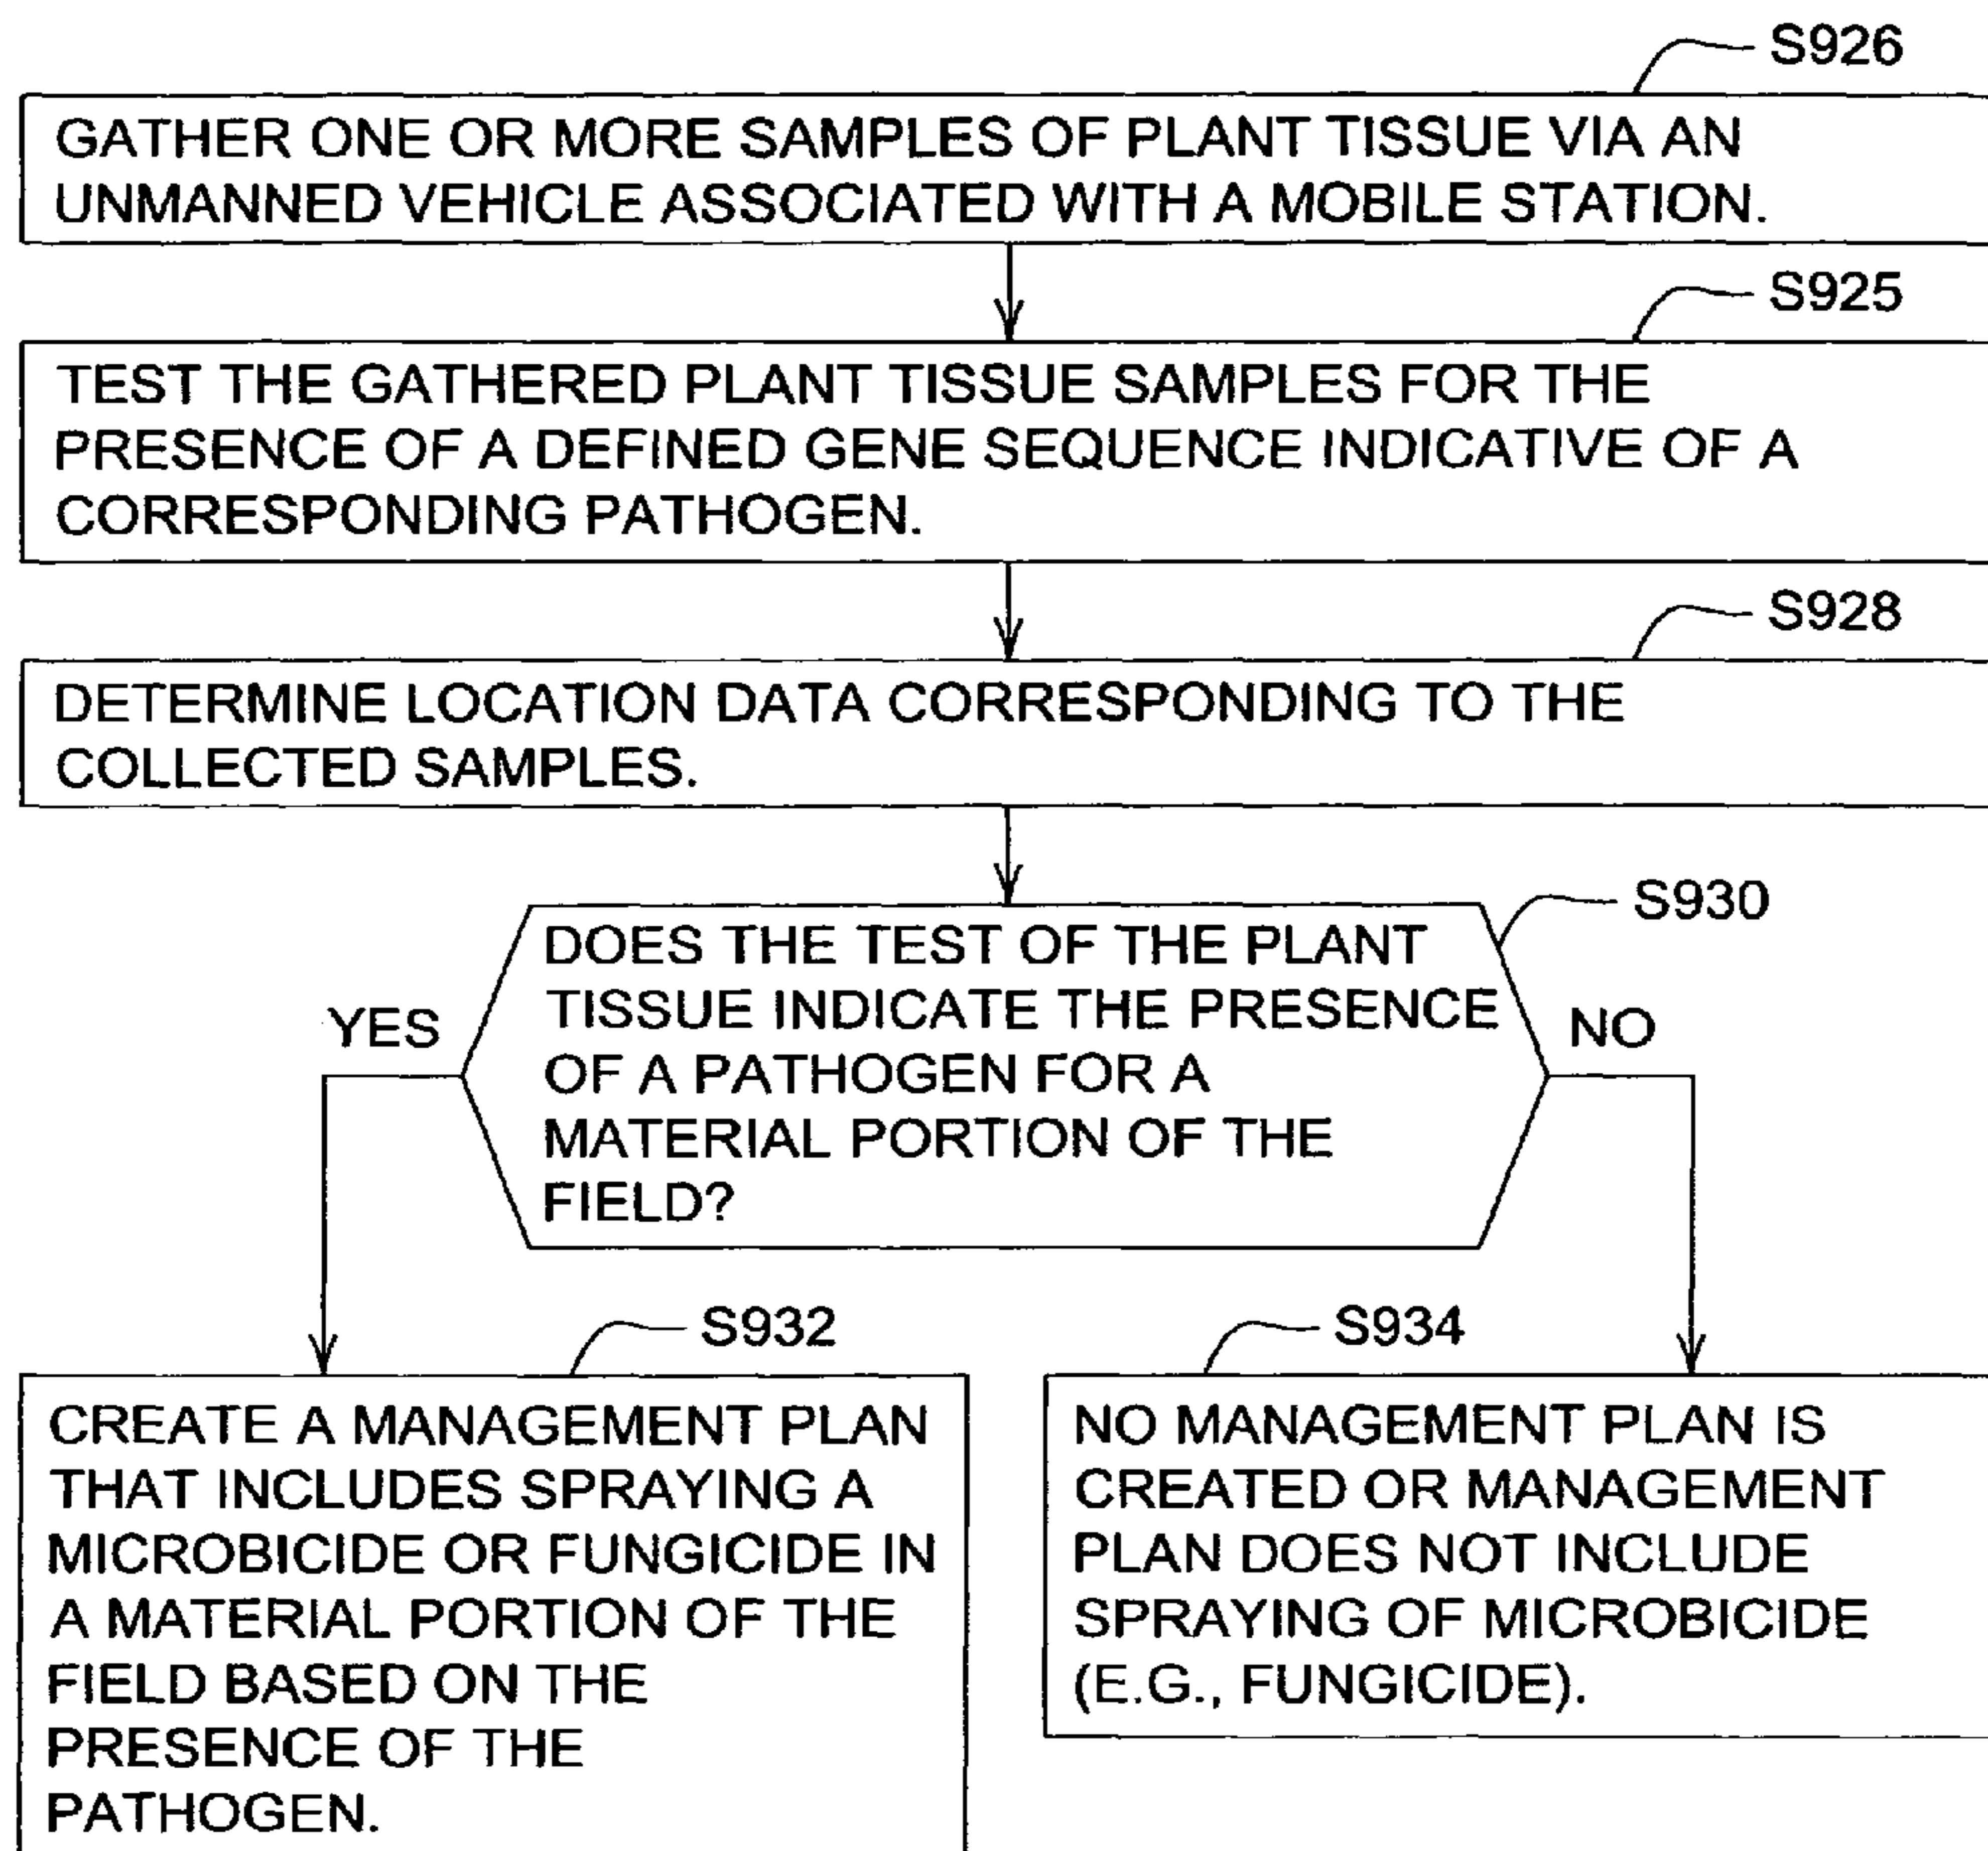 S926
GATHER ONE OR MORE SAMPLES OF PLANT TISSUE VIA AN
UNMANNED VEHICLE ASSOCIATED WITH A MOBILE STATION.
S925
TEST THE GATHERED PLANT TISSUE SAMPLES FOR THE
PRESENCE OF A DEFINED GENE SEQUENCE INDICATIVE OF A
CORRESPONDING PATHOGEN.
S928
DETERMINE LOCATION DATA CORRESPONDING TO THE
COLLECTED SAMPLES.
S930
DOES THE TEST OF THE PLANT
TISSUE INDICATE THE PRESENCE
OF A PATHOGEN FOR A
MATERIAL PORTION OF THE
FIELD?
YES
NO
S932
CREATE A MANAGEMENT PLAN
THAT INCLUDES SPRAYING A
MICROBICIDE OR FUNGICIDE IN
A MATERIAL PORTION OF THE
FIELD BASED ON THE
PRESENCE OF THE
PATHOGEN.
S934
NO MANAGEMENT PLAN IS
CREATED OR MANAGEMENT
PLAN DOES NOT INCLUDE
SPRAYING OF MICROBICIDE
(E.G., FUNGICIDE).